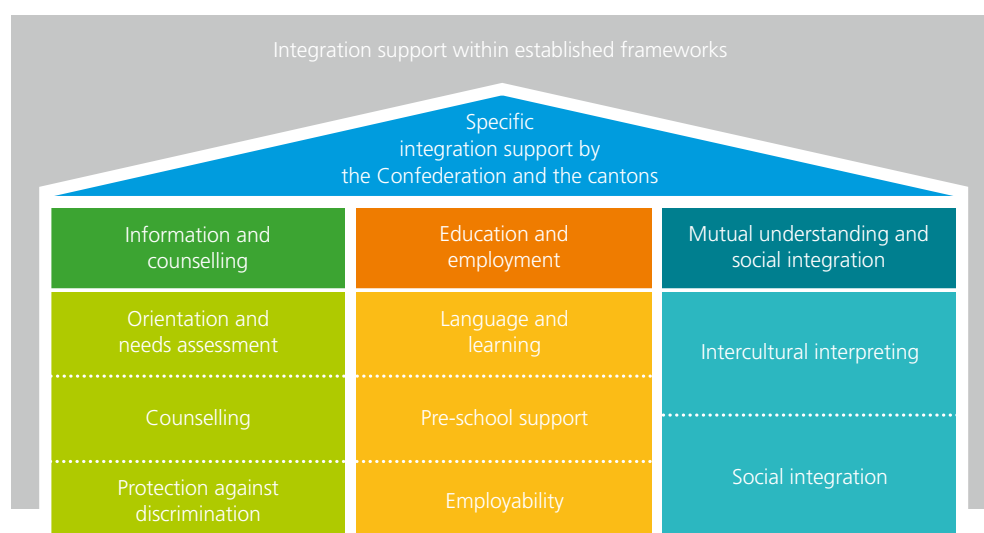 Integration support within established frameworks
Specific
integration support by
the Confederation and the cantons
Information and
counselling
Orientation and
needs assessment
Counselling
Protection against
discrimination
Education and
employment
Language and
learning
Pre-school support
Employability
Mutual understanding and
social integration
Intercultural interpreting
Social integration